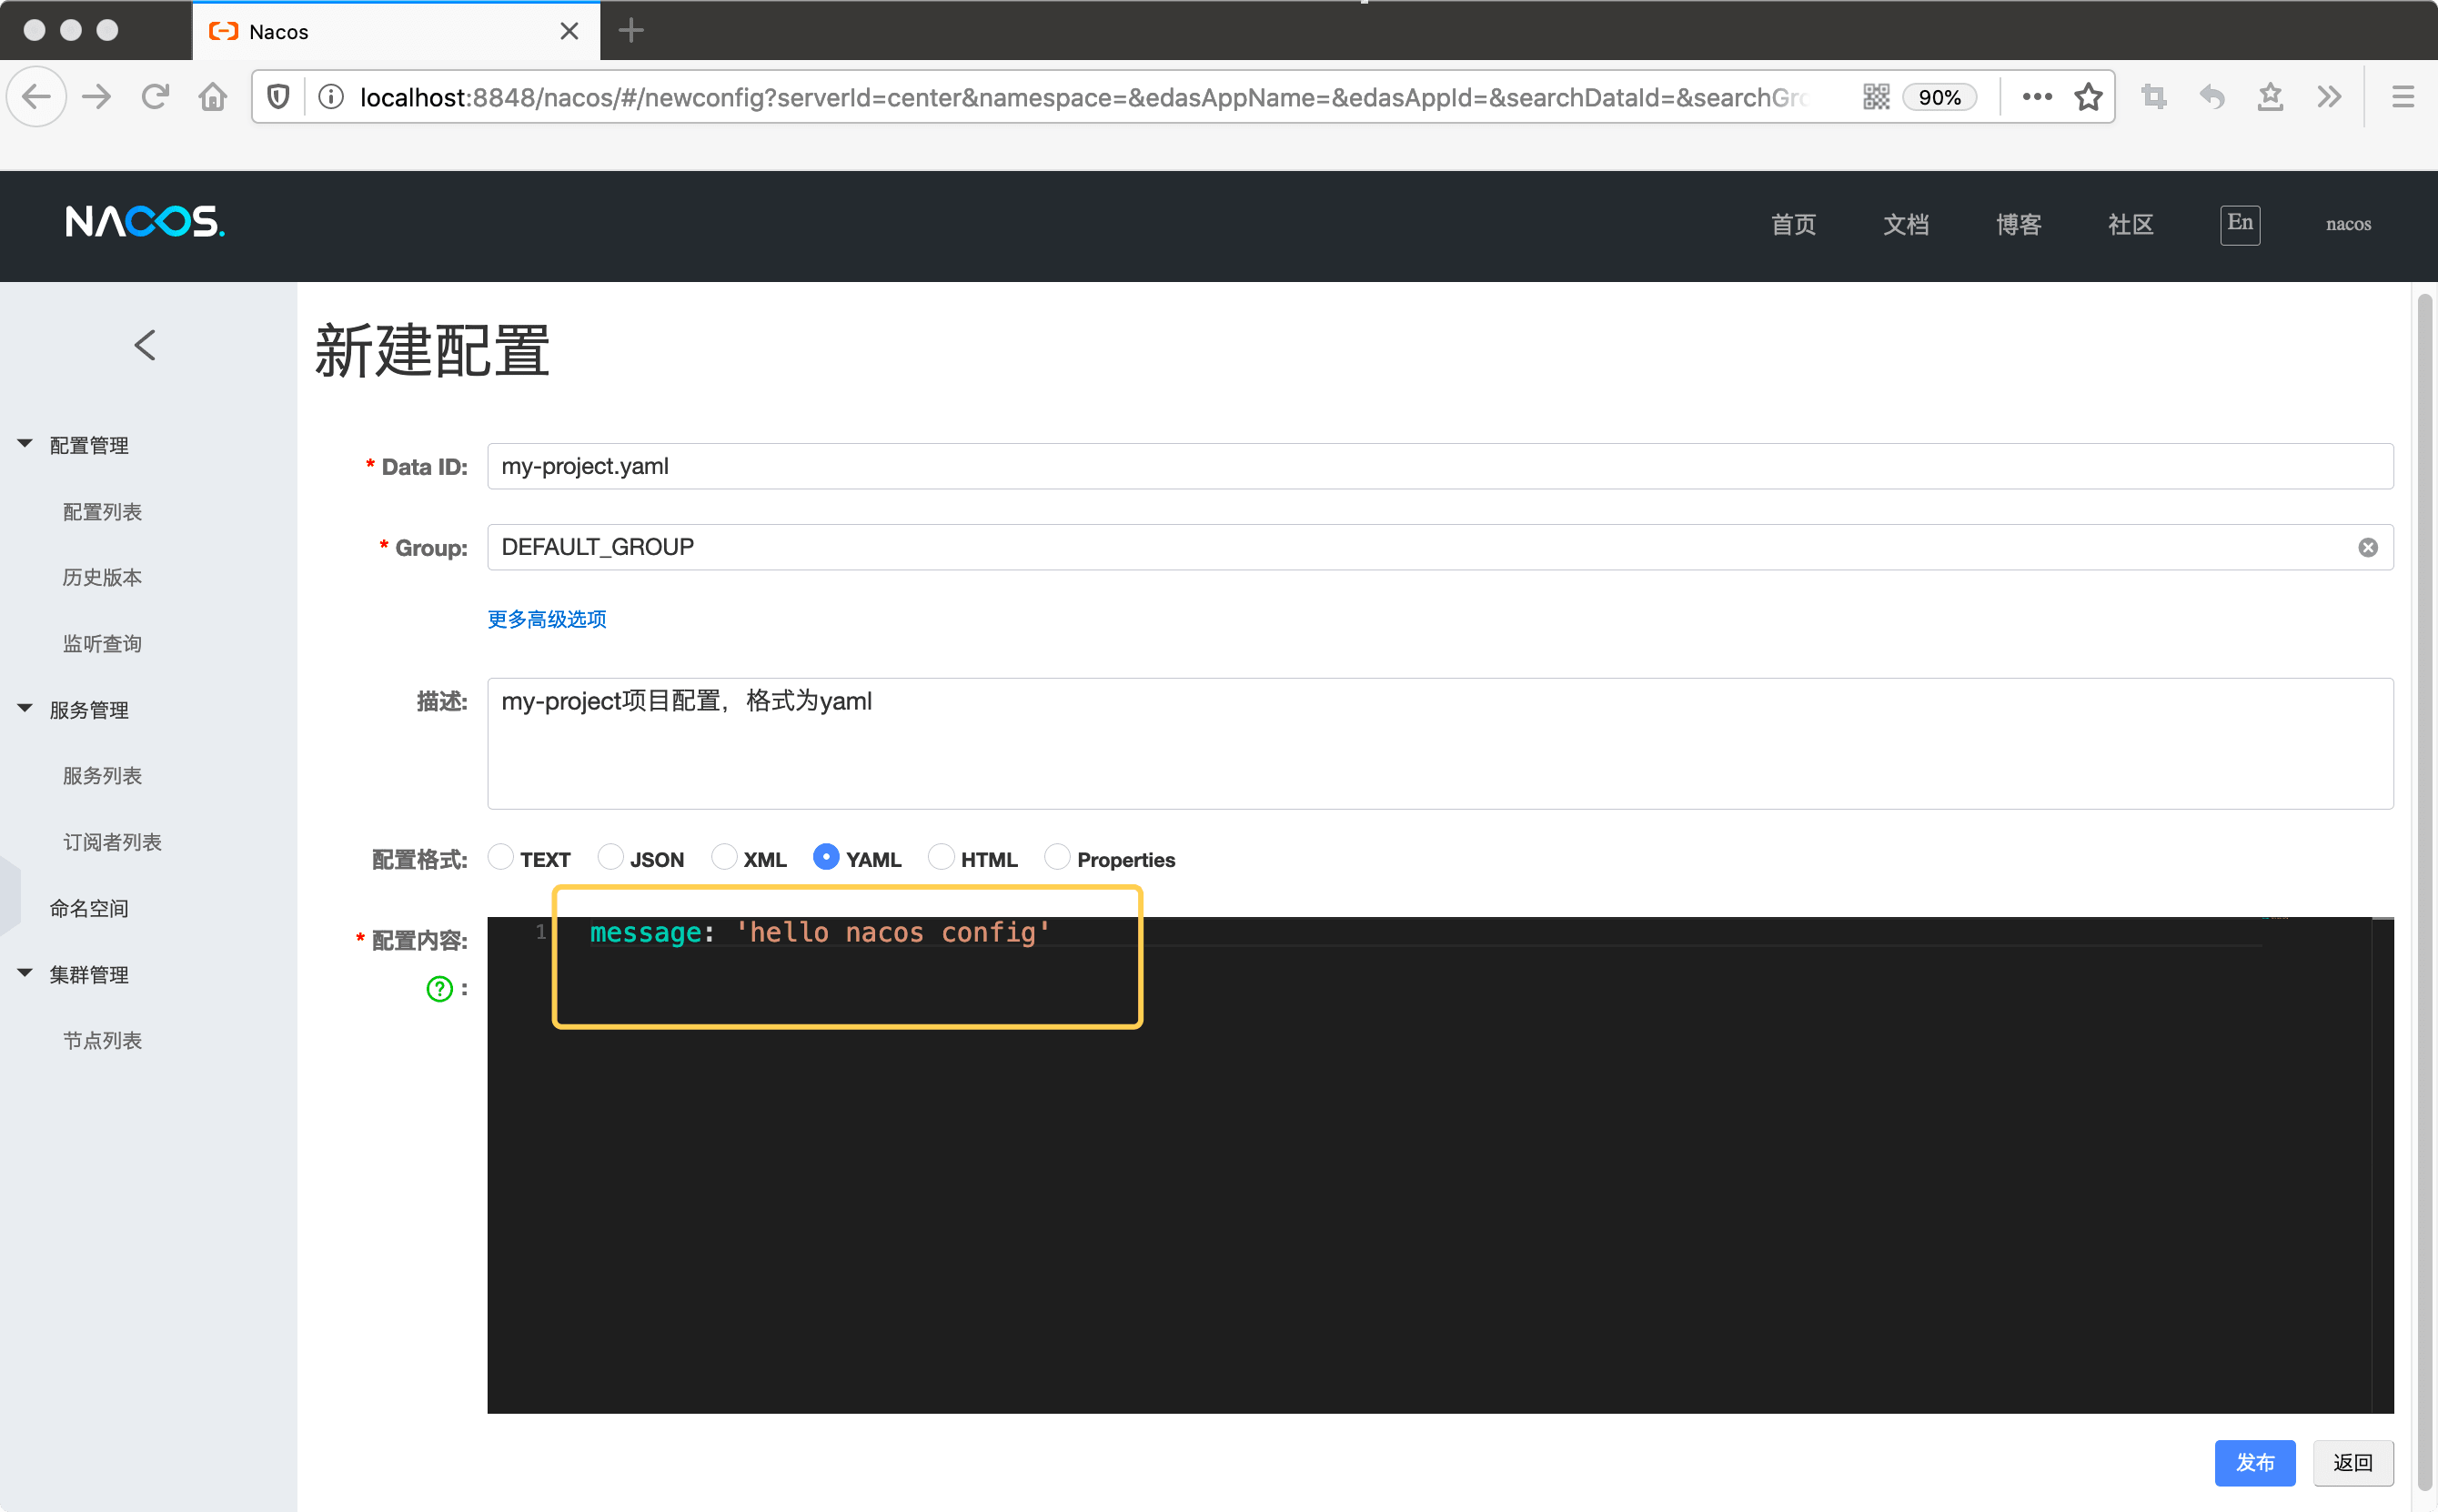 Nacos
localhost:8848/nacos/#/newconfig?serverId=center&namespace=&edasAppName=&edasAppId=&searchDataId=&searchGro
90%
NACOS.
首页
文档
博客
社区
En
nacos
新建配置
配置管理
配置列表
历史版本
监听查询
服务管理
服务列表
订阅者列表
命名空间
集群管理
节点列表
* Data ID: my-project.yaml
* Group: DEFAULT_GROUP
更多高级选项
描述: my-project项目配置，格式为yaml
配置格式: TEXT JSON XML YAML HTML Properties
* 配置内容:
? :
1 message: 'hello nacos config'
发布
返回